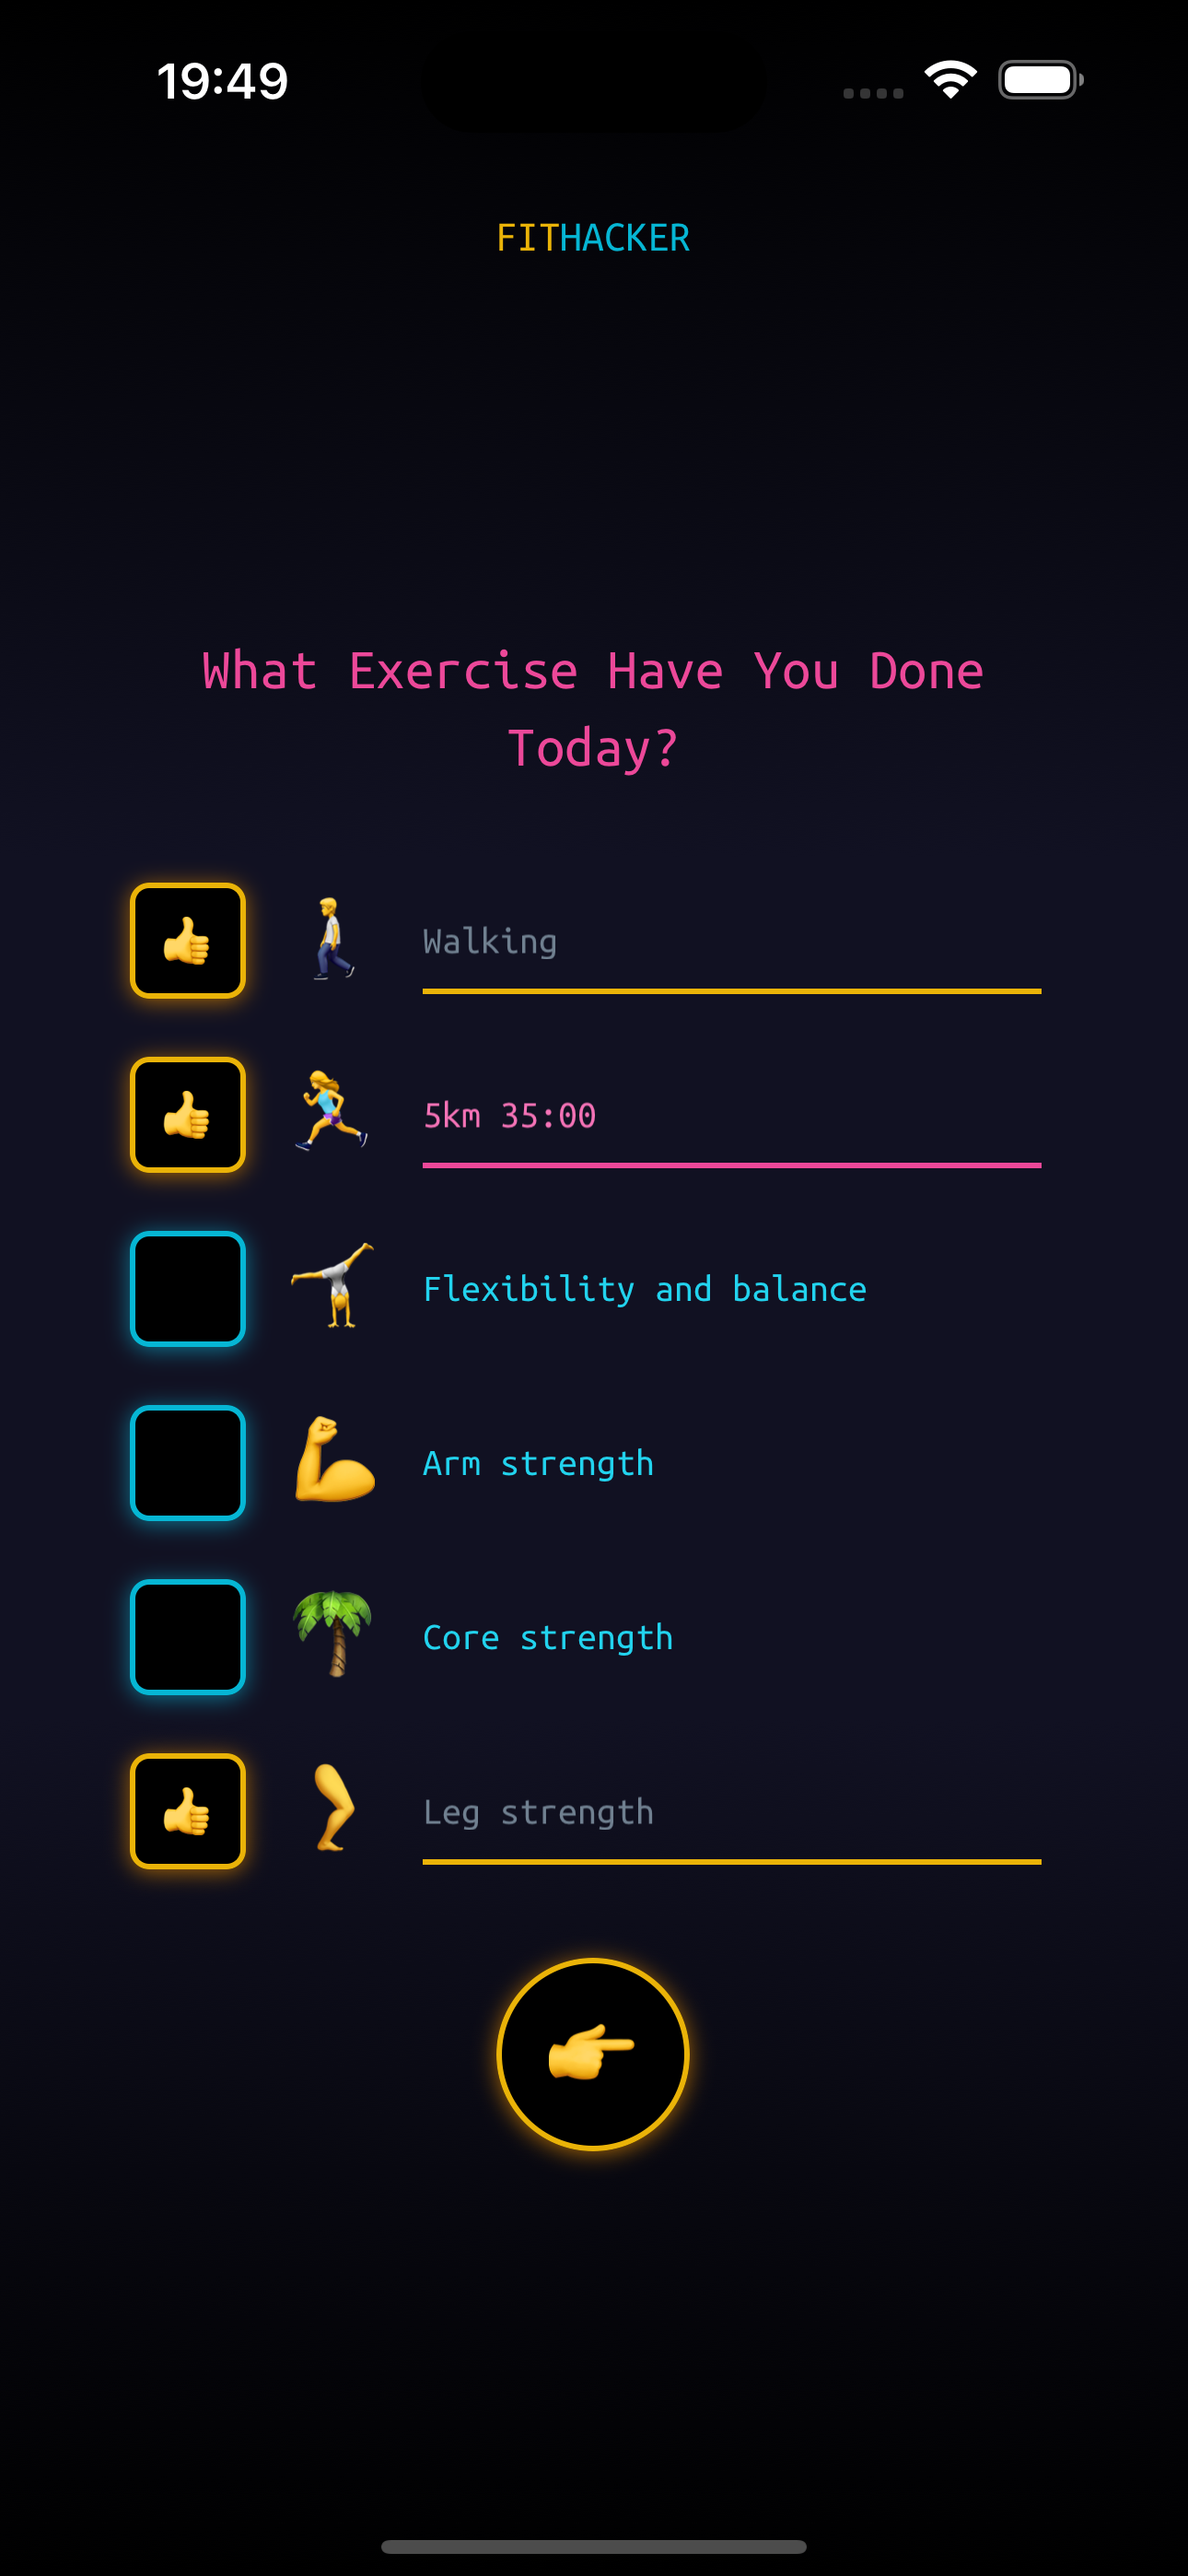 19:49
FITHACKER
What Exercise Have You Done
Today?
Walking
5km 35:00
Flexibility and balance
Arm strength
Core strength
Leg strength